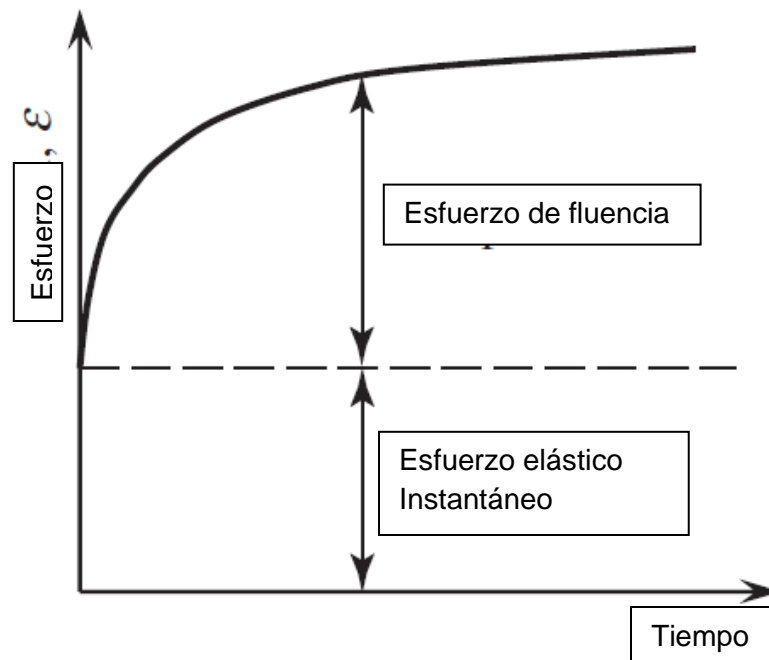 , ε
Esfuerzo
Esfuerzo de fluencia
Esfuerzo elástico
Instantáneo
Tiempo